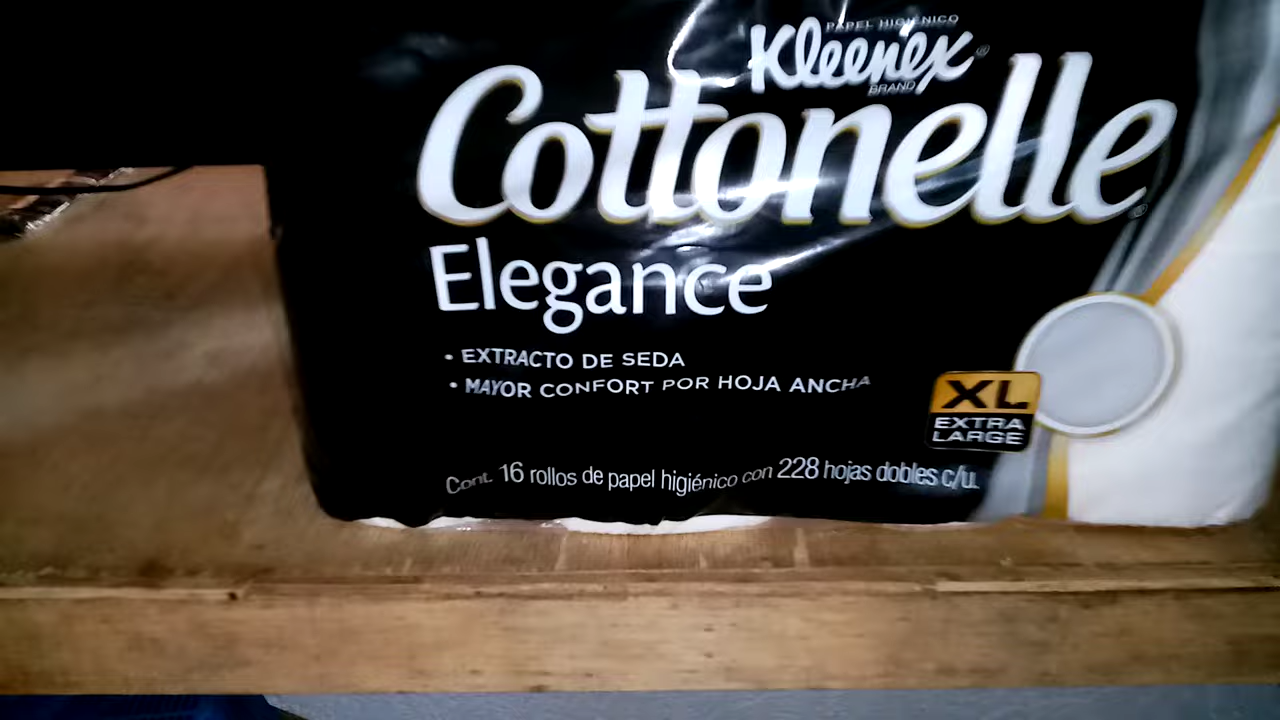 PAPEL HIGIÉNICO
Kleenex®
BRAND
Cottonelle®
Elegance
• EXTRACTO DE SEDA
• MAYOR CONFORT POR HOJA ANCHA
XL
EXTRA
LARGE
Cont. 16 rollos de papel higiénico con 228 hojas dobles c/u.